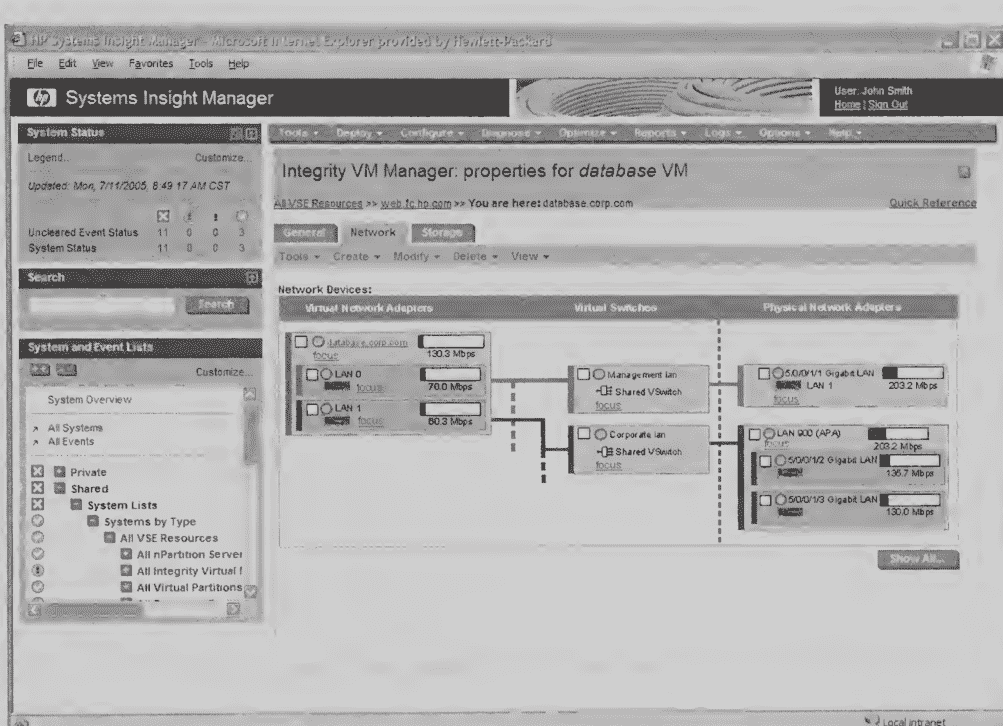 HP Systems Insight Manager - Microsoft Internet Explorer provided by Hewlett-Packard
File Edit View Favorites Tools Help
hp Systems Insight Manager
User: John Smith
Home | Sign Out
System Status
Legend...
Customize...
Updated: Mon, 7/11/2005, 8:49:17 AM CST
Uncleared Event Status 11 0 0 3
System Status 11 0 0 3
Search
Search
System and Event Lists
Customize...
System Overview
All Systems
All Events
Private
Shared
System Lists
Systems by Type
All VSE Resources
All nPartition Server
All Integrity Virtual
All Virtual Partitions
Tools Deploy Configure Diagnose Optimize Reports Logs Options Help
Integrity VM Manager: properties for database VM
All VSE Resources >> web.fc.hp.com >> You are here: database.corp.com
Quick Reference
General Network Storage
Tools Create Modify Delete View
Network Devices:
Virtual Network Adapters Virtual Switches Physical Network Adapters
database.corp.com
focus
130.3 Mbps
LAN 0
focus
70.0 Mbps
LAN 1
focus
60.3 Mbps
Management lan
Shared VSwitch
focus
Corporate lan
Shared VSwitch
focus
5/0/0/1/1 Gigabit LAN
LAN 1
203.2 Mbps
focus
LAN 900 (APA)
focus
203.2 Mbps
5/0/0/1/2 Gigabit LAN
135.7 Mbps
5/0/0/1/3 Gigabit LAN
130.0 Mbps
Show All...
Local intranet